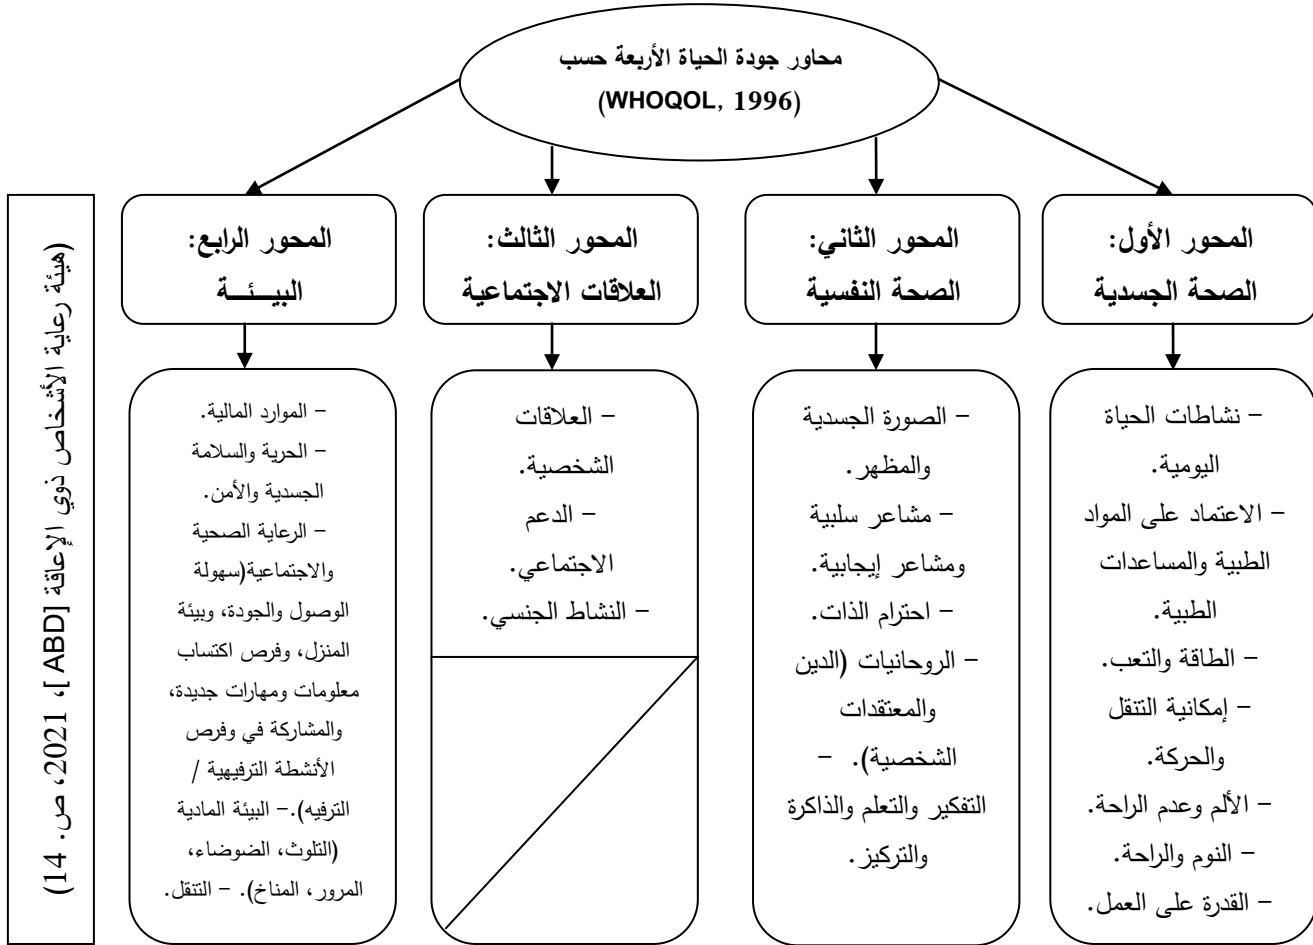 محاور جودة الحياة الأربعة حسب
(WHOQOL, 1996)
المحور الأول:
الصحة الجسدية
المحور الثاني:
الصحة النفسية
المحور الثالث:
العلاقات الاجتماعية
المحور الرابع:
البيـــئـــة
– نشاطات الحياة
اليومية.
– الاعتماد على المواد
الطبية والمساعدات
الطبية.
– الطاقة والتعب.
– إمكانية التنقل
والحركة.
– الألم وعدم الراحة.
– النوم والراحة.
– القدرة على العمل.
– الصورة الجسدية
والمظهر.
– مشاعر سلبية
ومشاعر إيجابية.
– احترام الذات.
– الروحانيات (الدين
والمعتقدات
الشخصية). –
التفكير والتعلم والذاكرة
والتركيز.
– العلاقات
الشخصية.
– الدعم
الاجتماعي.
– النشاط الجنسي.
– الموارد المالية.
– الحرية والسلامة
الجسدية والأمن.
– الرعاية الصحية
والاجتماعية(سهولة
الوصول والجودة، وبيئة
المنزل، وفرص اكتساب
معلومات ومهارات جديدة،
والمشاركة في وفرص
الأنشطة الترفيهية /
الترفيه).– البيئة المادية
(التلوث، الضوضاء،
المرور، المناخ). – التنقل.
(هيئة رعاية الأشخاص ذوي الإعاقة [ABD]، 2021، ص. 14)